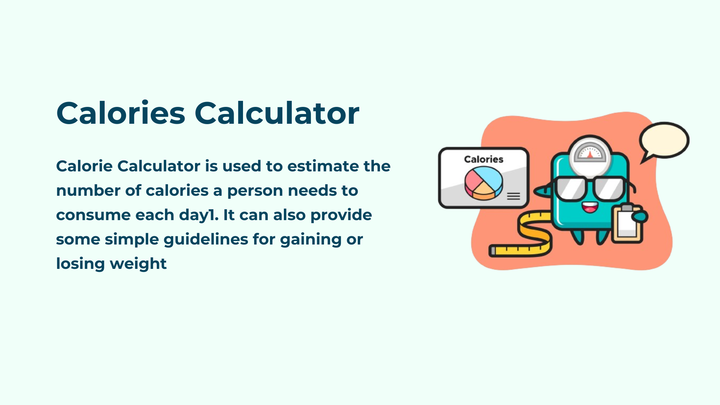 Calories Calculator
Calorie Calculator is used to estimate the
number of calories a person needs to
consume each day1. It can also provide
some simple guidelines for gaining or
losing weight
Calories